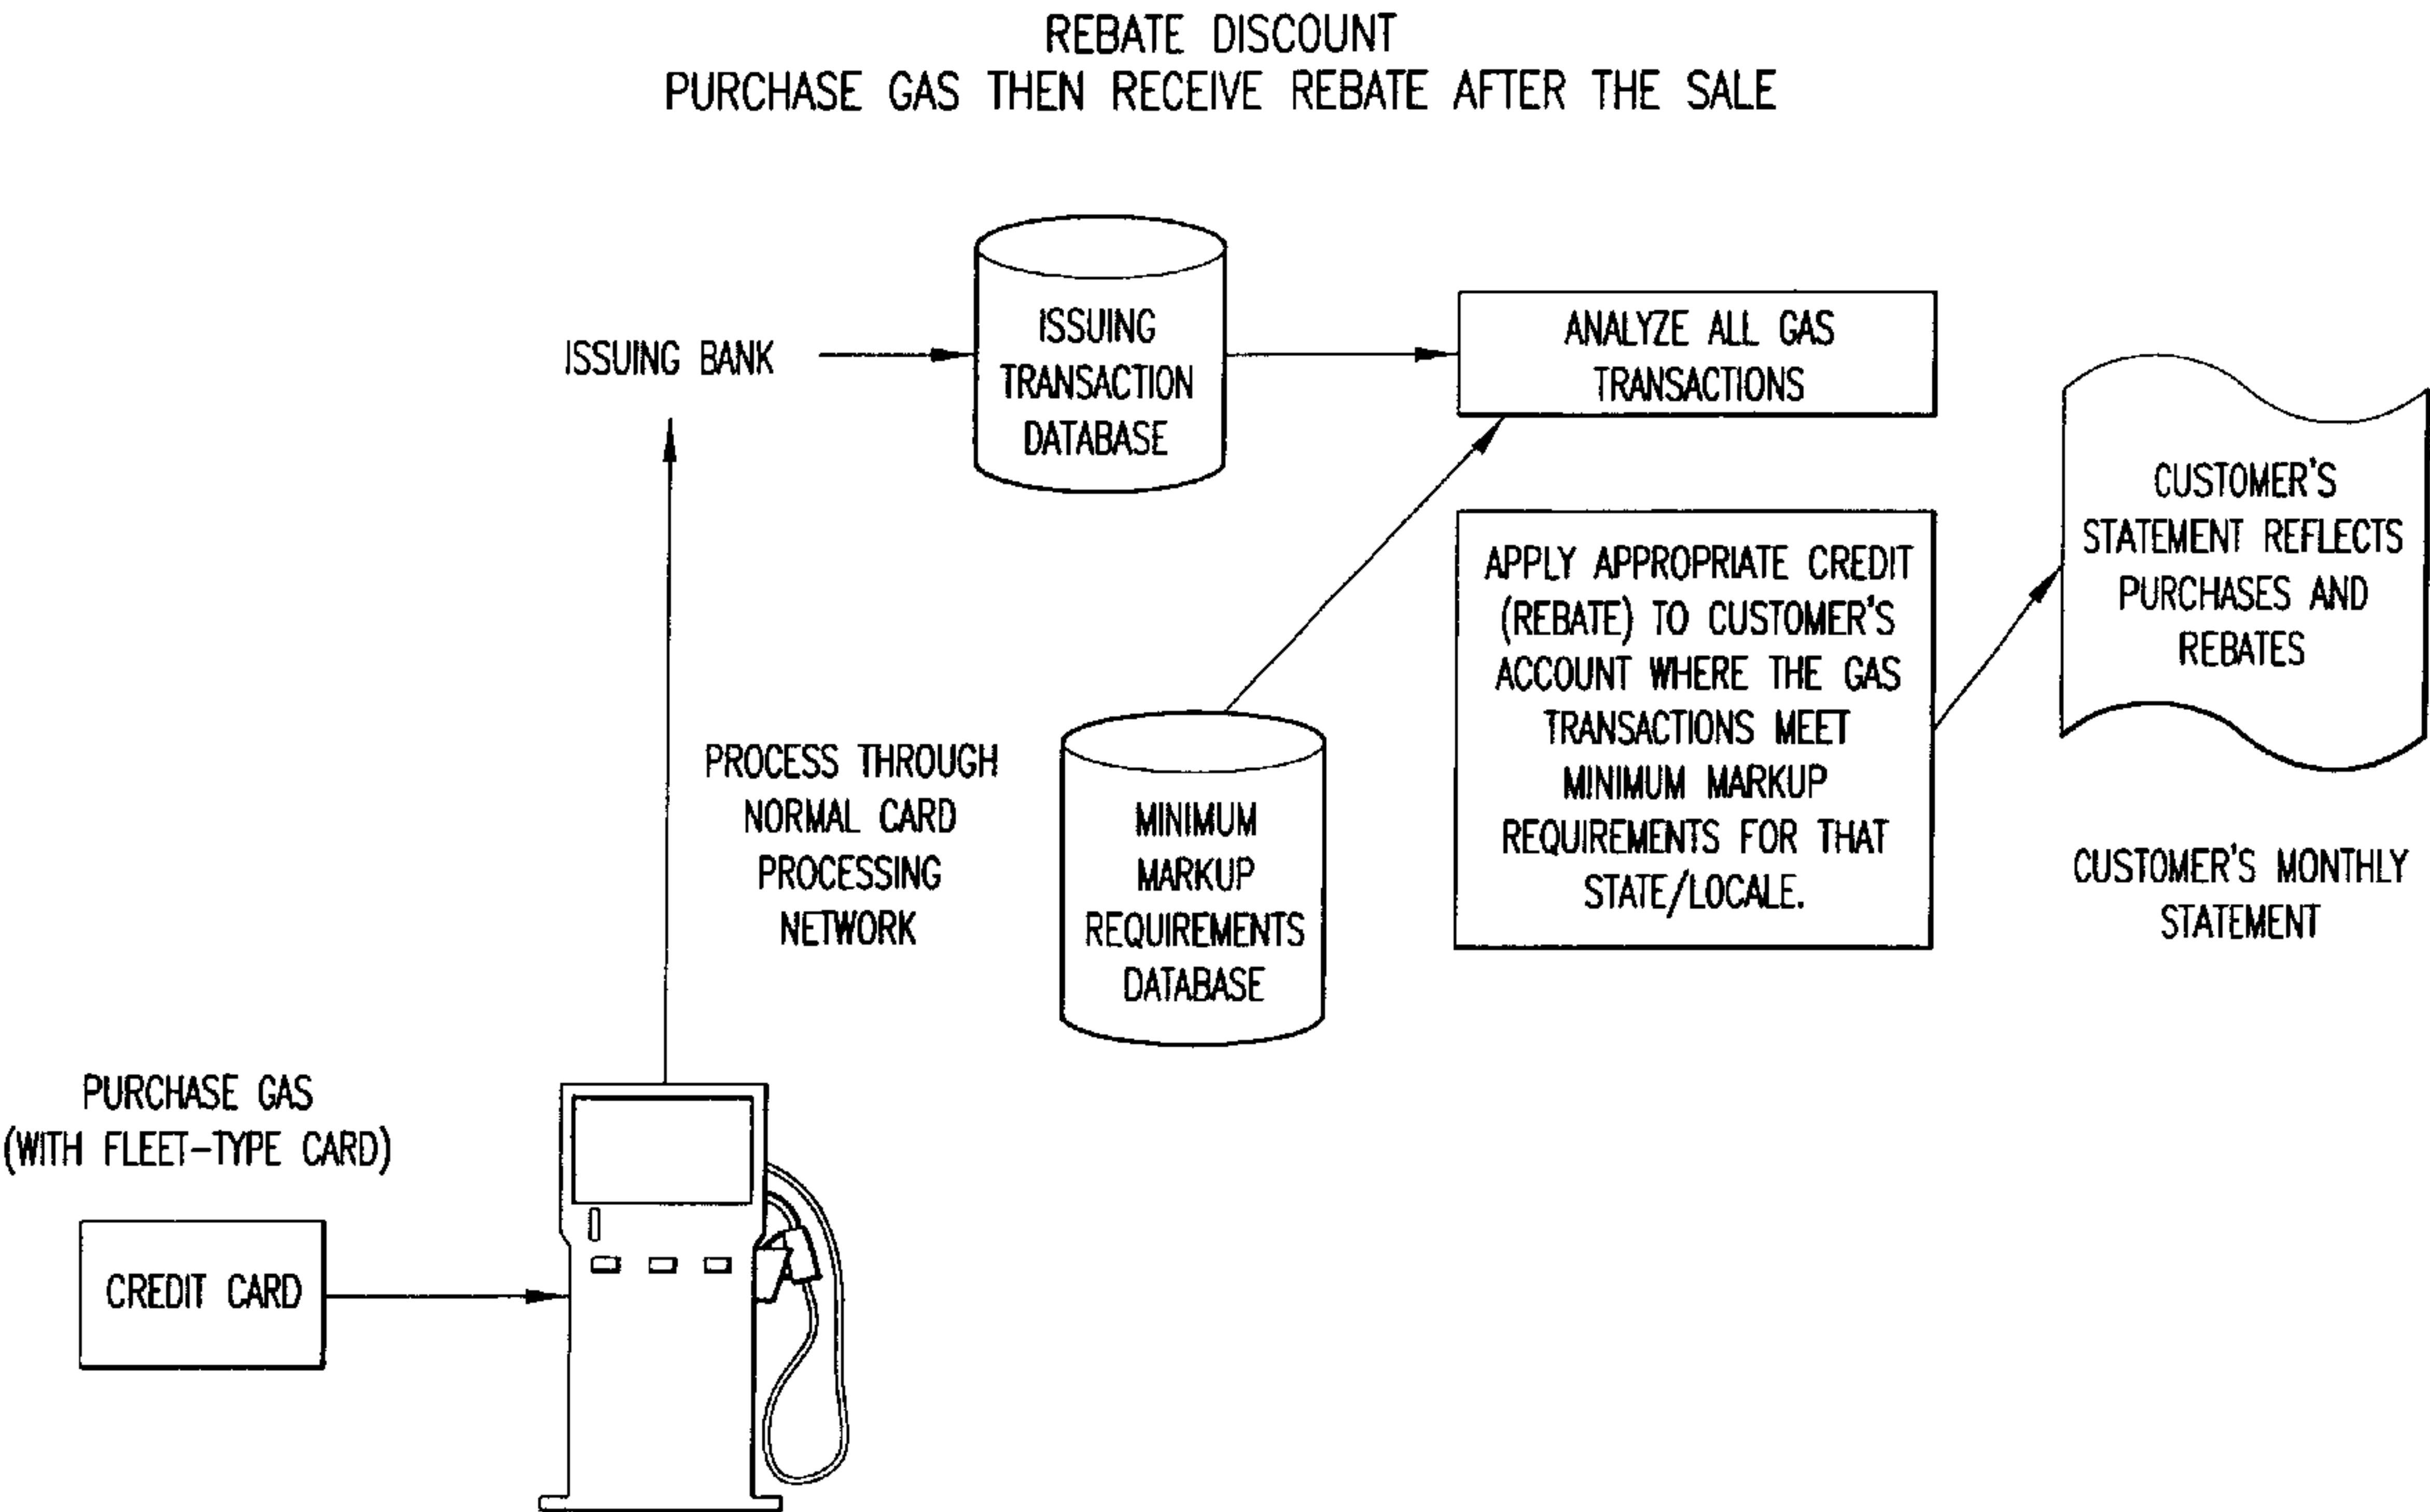 REBATE DISCOUNT
PURCHASE GAS THEN RECEIVE REBATE AFTER THE SALE
ISSUING BANK
ISSUING
TRANSACTION
DATABASE
ANALYZE ALL GAS
TRANSACTIONS
CUSTOMER'S
STATEMENT REFLECTS
PURCHASES AND
REBATES
APPLY APPROPRIATE CREDIT
(REBATE) TO CUSTOMER'S
ACCOUNT WHERE THE GAS
TRANSACTIONS MEET
MINIMUM MARKUP
REQUIREMENTS FOR THAT
STATE/LOCALE.
PROCESS THROUGH
NORMAL CARD
PROCESSING
NETWORK
MINIMUM
MARKUP
REQUIREMENTS
DATABASE
CUSTOMER'S MONTHLY
STATEMENT
PURCHASE GAS
(WITH FLEET-TYPE CARD)
CREDIT CARD